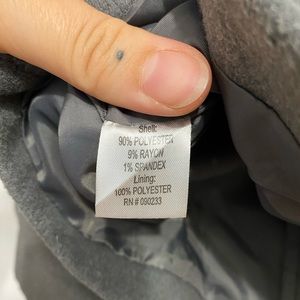 Shell:
90% POLYESTER
9% RAYON
1% SPANDEX
Lining:
100% POLYESTER
RN # 090233